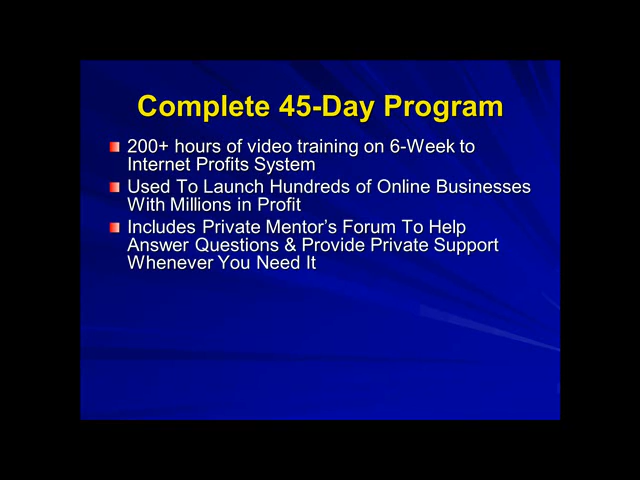 Complete 45-Day Program
200+ hours of video training on 6-Week to
Internet Profits System
Used To Launch Hundreds of Online Businesses
With Millions in Profit
Includes Private Mentor's Forum To Help
Answer Questions & Provide Private Support
Whenever You Need It